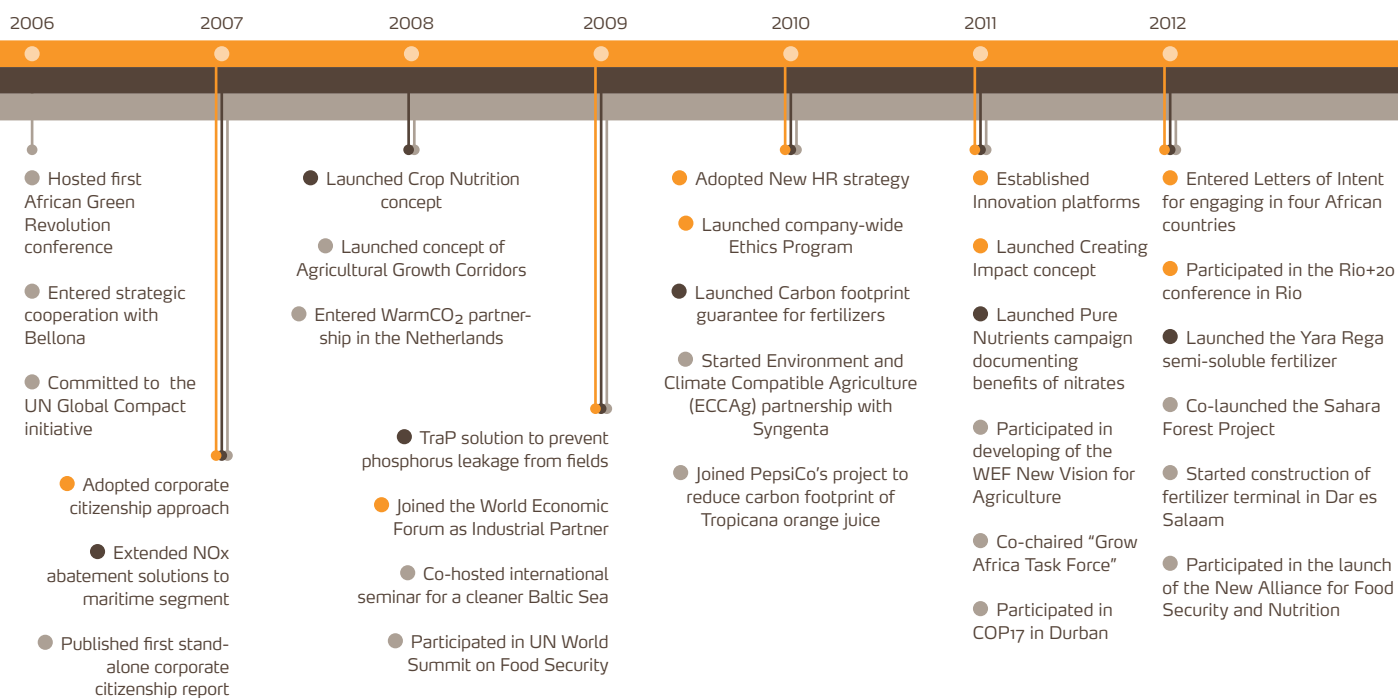 2006
2007
2008
2009
2010
2011
2012
Hosted first
African Green
Revolution
conference
Entered strategic
cooperation with
Bellona
Committed to the
UN Global Compact
initiative
Adopted corporate
citizenship approach
Extended NOx
abatement solutions to
maritime segment
Published first stand-
alone corporate
citizenship report
Launched Crop Nutrition
concept
Launched concept of
Agricultural Growth Corridors
Entered WarmCO₂ partner-
ship in the Netherlands
TraP solution to prevent
phosphorus leakage from fields
Joined the World Economic
Forum as Industrial Partner
Co-hosted international
seminar for a cleaner Baltic Sea
Participated in UN World
Summit on Food Security
Adopted New HR strategy
Launched company-wide
Ethics Program
Launched Carbon footprint
guarantee for fertilizers
Started Environment and
Climate Compatible Agriculture
(ECCAg) partnership with
Syngenta
Joined PepsiCo's project to
reduce carbon footprint of
Tropicana orange juice
Established
Innovation platforms
Launched Creating
Impact concept
Launched Pure
Nutrients campaign
documenting
benefits of nitrates
Participated in
developing of the
WEF New Vision for
Agriculture
Co-chaired "Grow
Africa Task Force"
Participated in
COP17 in Durban
Entered Letters of Intent
for engaging in four African
countries
Participated in the Rio+20
conference in Rio
Launched the Yara Rega
semi-soluble fertilizer
Co-launched the Sahara
Forest Project
Started construction of
fertilizer terminal in Dar es
Salaam
Participated in the launch
of the New Alliance for Food
Security and Nutrition